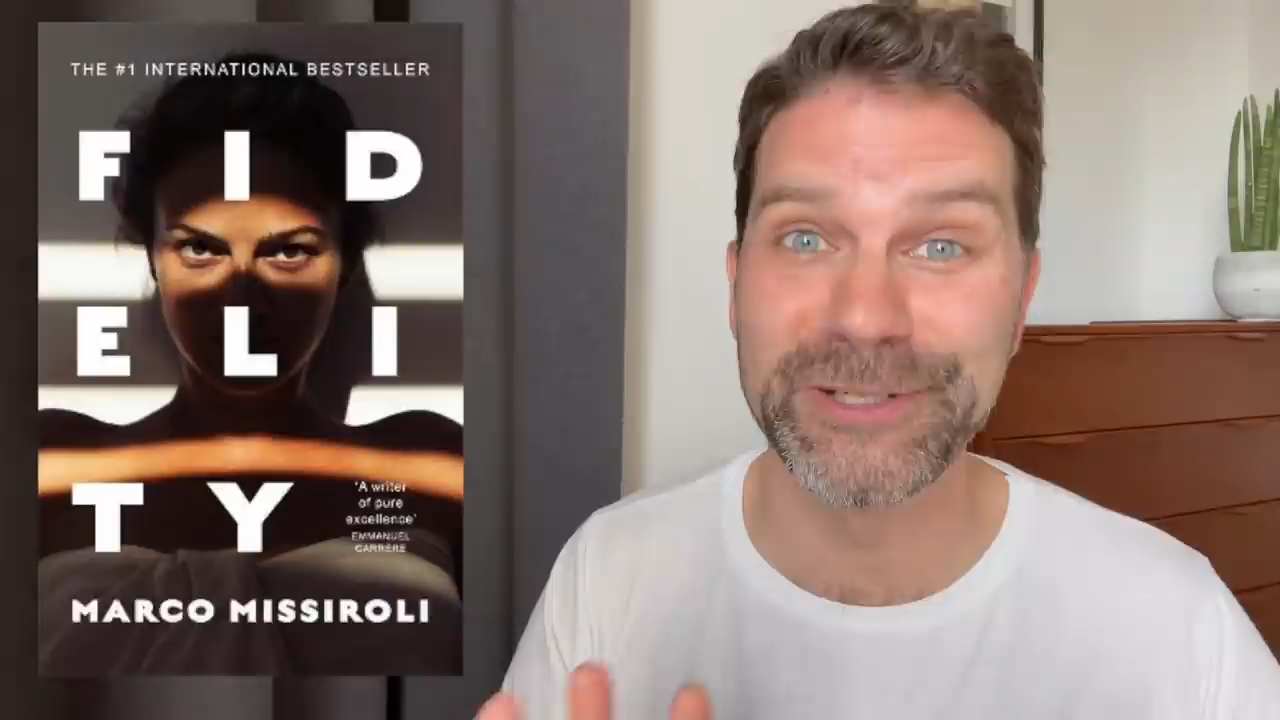 THE #1 INTERNATIONAL BESTSELLER
F I D
E L I
T Y
'A writer
of pure
excellence'
EMMANUEL
CARRÈRE
MARCO MISSIROLI